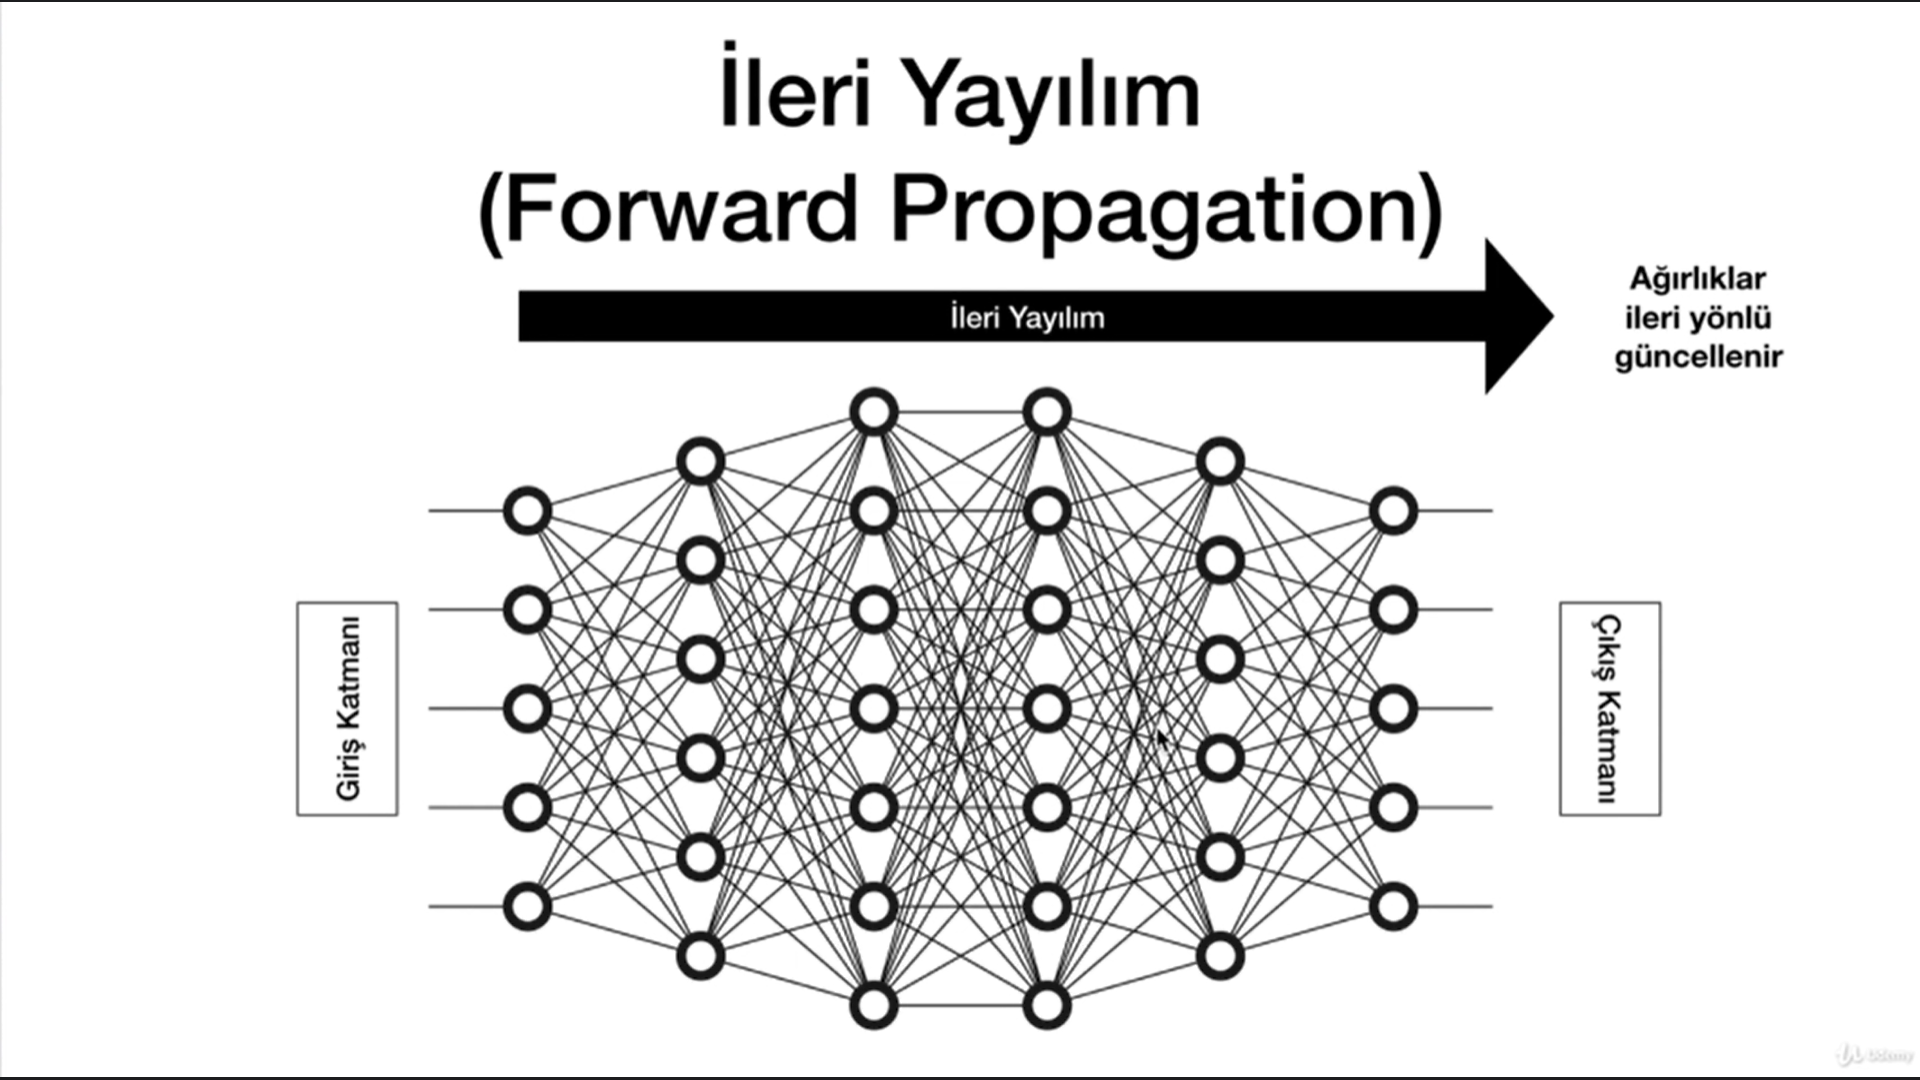 İleri Yayılım
(Forward Propagation)
İleri Yayılım
Ağırlıklar
ileri yönlü
güncellenir
Giriş Katmanı
Çıkış Katmanı
Udemy